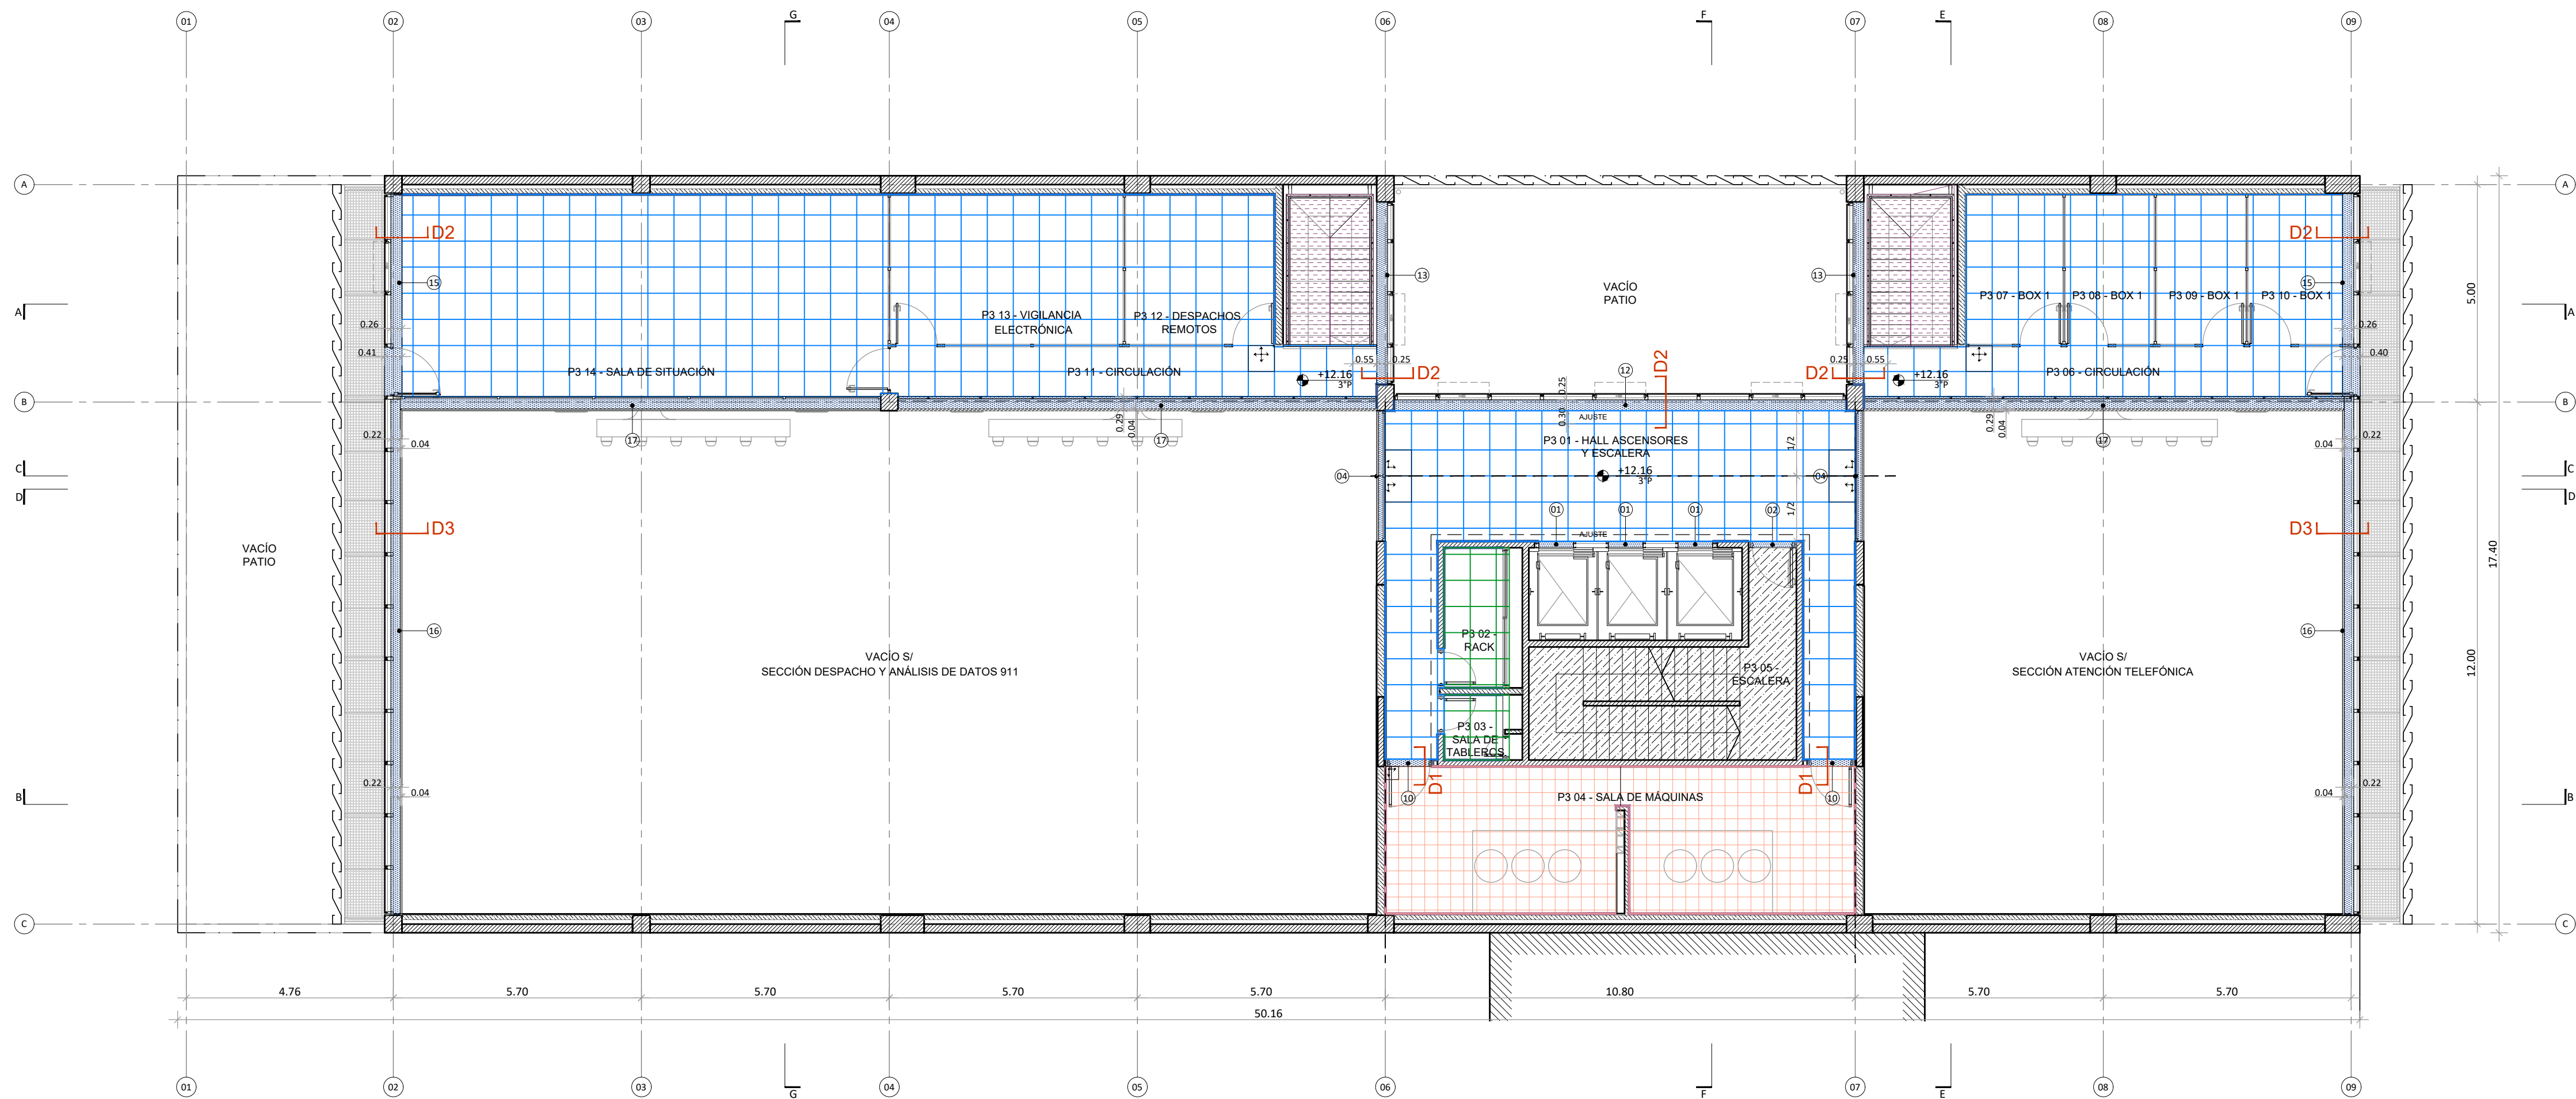 01 02 03 G 04 05 06 F 07 E 08 09
A A
D2 D2
15 13 VACÍO 13 15
PATIO
P3 07 - BOX 1 P3 08 - BOX 1 P3 09 - BOX 1 P3 10 - BOX 1
5.00
A A
P3 13 - VIGILANCIA
ELECTRÓNICA
P3 12 - DESPACHOS
REMOTOS
0.26 0.26
0.41 0.55 0.25 0.25 0.55 0.40
P3 14 - SALA DE SITUACIÓN P3 11 - CIRCULACIÓN D2 D2 12 D2 P3 06 - CIRCULACIÓN
+12.16
3°P
+12.16
3°P
B B
0.25
0.30
AJUSTE
0.29
0.04
0.29
0.04
0.22 17 17 17 0.22
0.04 0.04
P3 01 - HALL ASCENSORES
Y ESCALERA
1/2
C C
04 +12.16 04
3°P
D D
01 01 01 02 1/2
D3 AJUSTE D3
VACÍO
PATIO
17.40
16 16
P3 02 -
RACK
VACÍO S/
SECCIÓN DESPACHO Y ANÁLISIS DE DATOS 911
P3 05 -
ESCALERA
VACÍO S/
SECCIÓN ATENCIÓN TELEFÓNICA
12.00
P3 03 -
SALA DE
TABLEROS
0.22 D1 D1 0.22
0.04 0.04
B 10 P3 04 - SALA DE MÁQUINAS 10 B
C C
4.76 5.70 5.70 5.70 5.70 10.80 5.70 5.70
50.16
01 02 03 G 04 05 06 F 07 E 08 09